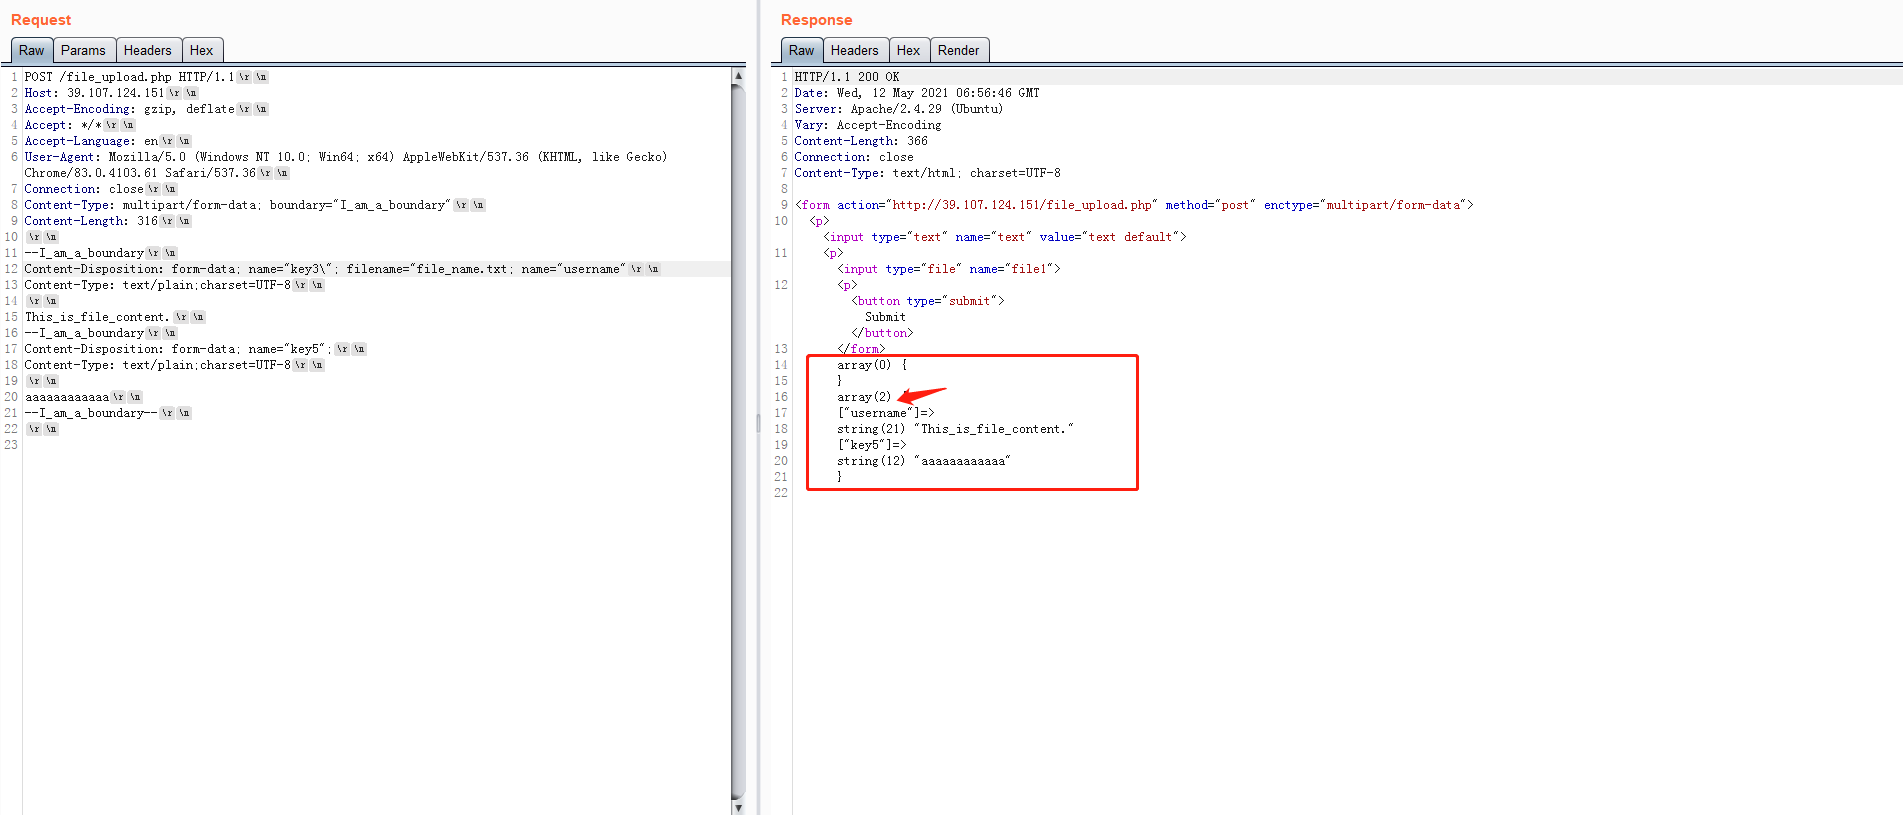 Request
Raw Params Headers Hex
1 POST /file_upload.php HTTP/1.1\r \n
2 Host: 39.107.124.151\r \n
3 Accept-Encoding: gzip, deflate\r \n
4 Accept: */*\r \n
5 Accept-Language: en\r \n
6 User-Agent: Mozilla/5.0 (Windows NT 10.0; Win64; x64) AppleWebKit/537.36 (KHTML, like Gecko)
Chrome/83.0.4103.61 Safari/537.36\r \n
7 Connection: close\r \n
8 Content-Type: multipart/form-data; boundary="I_am_a_boundary"\r \n
9 Content-Length: 316\r \n
10 \r \n
11 --I_am_a_boundary\r \n
12 Content-Disposition: form-data; name="key3\"; filename="file_name.txt; name="username"\r \n
13 Content-Type: text/plain;charset=UTF-8\r \n
14 \r \n
15 This_is_file_content.\r \n
16 --I_am_a_boundary\r \n
17 Content-Disposition: form-data; name="key5";\r \n
18 Content-Type: text/plain;charset=UTF-8\r \n
19 \r \n
20 aaaaaaaaaaaa\r \n
21 --I_am_a_boundary--\r \n
22 \r \n
23
Response
Raw Headers Hex Render
1 HTTP/1.1 200 OK
2 Date: Wed, 12 May 2021 06:56:46 GMT
3 Server: Apache/2.4.29 (Ubuntu)
4 Vary: Accept-Encoding
5 Content-Length: 366
6 Connection: close
7 Content-Type: text/html; charset=UTF-8
8
9 <form action="http://39.107.124.151/file_upload.php" method="post" enctype="multipart/form-data">
10 <p>
<input type="text" name="text" value="text default">
11 <p>
<input type="file" name="file1">
12 <p>
<button type="submit">
Submit
</button>
13 </form>
14 array(0) {
15 }
16 array(2)
17 ["username"]=>
18 string(21) "This_is_file_content."
19 ["key5"]=>
20 string(12) "aaaaaaaaaaaa"
21 }
22